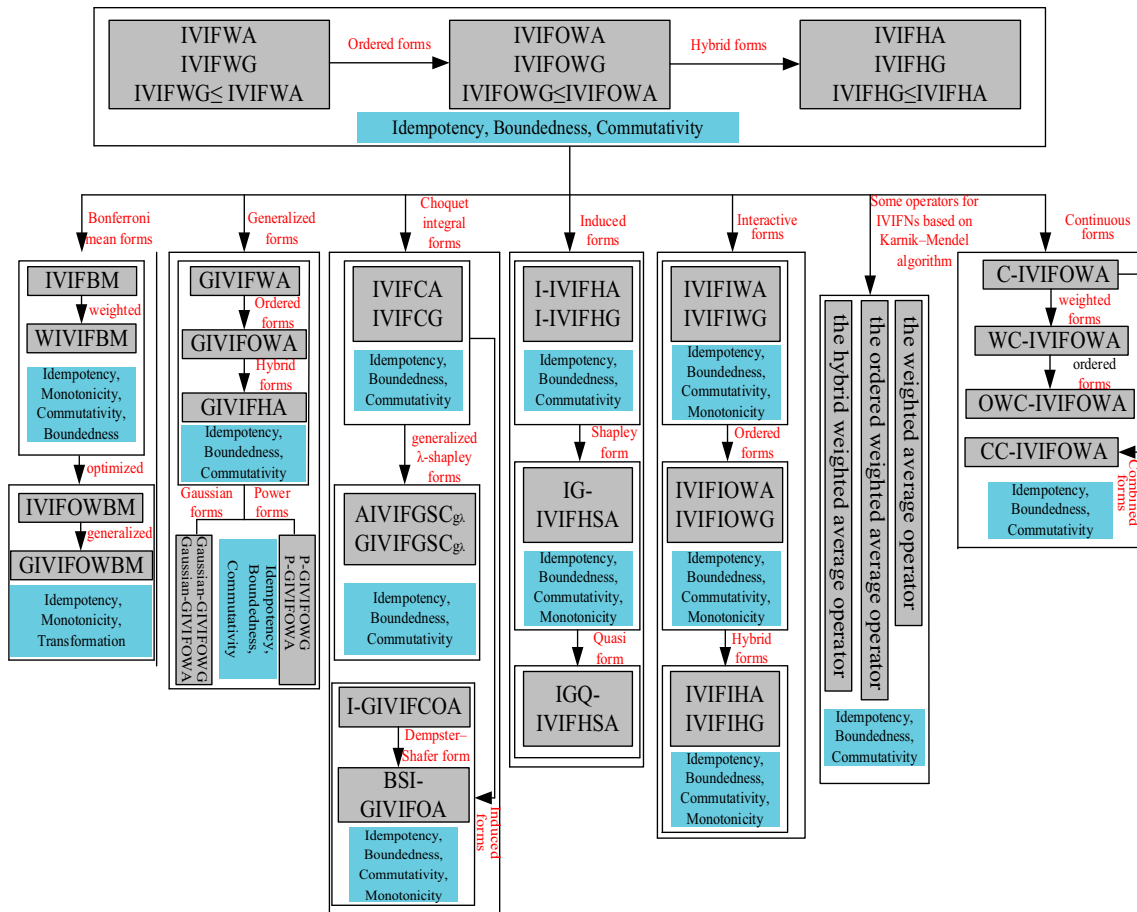 IVIFWA
IVIFWG
IVIFWG≤ IVIFWA
Ordered forms
IVIFOWA
IVIFOWG
IVIFOWG≤IVIFOWA
Hybrid forms
IVIFHA
IVIFHG
IVIFHG≤IVIFHA
Idempotency, Boundedness, Commutativity
Bonferroni
mean forms
IVIFBM
weighted
WIVIFBM
Idempotency,
Monotonicity,
Commutativity,
Boundedness
optimized
IVIFOWBM
generalized
GIVIFOWBM
Idempotency,
Monotonicity,
Transformation
Generalized
forms
GIVIFWA
Ordered
forms
GIVIFOWA
Hybrid
forms
GIVIFHA
Idempotency,
Boundedness,
Commutativity
Gaussian
forms
Power
forms
Gaussian-GIVIFOWG
Gaussian-GIVIFOWA
Idempotency,
Boundedness,
Commutativity
P-GIVIFOWG
P-GIVIFOWA
Choquet
integral
forms
IVIFCA
IVIFCG
Idempotency,
Boundedness,
Commutativity
generalized
λ-shapley
forms
AIVIFGSCgλ
GIVIFGSCgλ
Idempotency,
Boundedness,
Commutativity
I-GIVIFCOA
Dempster–
Shafer form
BSI-
GIVIFOA
Induced
forms
Idempotency,
Boundedness,
Commutativity,
Monotonicity
Induced forms
I-IVIFHA
I-IVIFHG
Idempotency,
Boundedness,
Commutativity
Shapley
form
IG-
IVIFHSA
Idempotency,
Boundedness,
Commutativity,
Monotonicity
Quasi
form
IGQ-
IVIFHSA
Interactive
forms
IVIFIWA
IVIFIWG
Idempotency,
Boundedness,
Commutativity,
Monotonicity
Ordered
forms
IVIFIOWA
IVIFIOWG
Idempotency,
Boundedness,
Commutativity,
Monotonicity
Hybrid
forms
IVIFIHA
IVIFIHG
Idempotency,
Boundedness,
Commutativity,
Monotonicity
Some operators for
IVIFNs based on
Karnik–Mendel
algorithm
the hybrid weighted average operator
the ordered weighted average operator
the weighted average operator
Idempotency,
Boundedness,
Commutativity
Continuous forms
C-IVIFOWA
weighted
forms
WC-IVIFOWA
ordered
forms
OWC-IVIFOWA
CC-IVIFOWA
Combined
forms
Idempotency,
Boundedness,
Commutativity